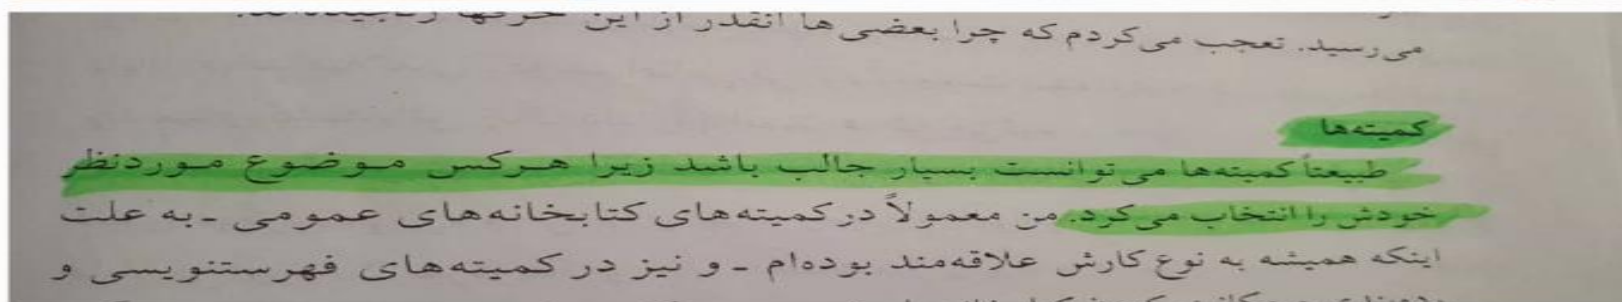 می‌رسید. تعجب می‌کردم که چرا بعضی‌ها آنقدر از این حرفها رنجیده‌اند.
کمیته‌ها
طبیعتاً کمیته‌ها می‌توانست بسیار جالب باشد زیرا هرکس موضوع موردنظر
خودش را انتخاب می‌کرد. من معمولاً در کمیته‌های کتابخانه‌های عمومی ـ به علت
اینکه همیشه به نوع کارش علاقه‌مند بوده‌ام ـ و نیز در کمیته‌های فهرستنویسی و